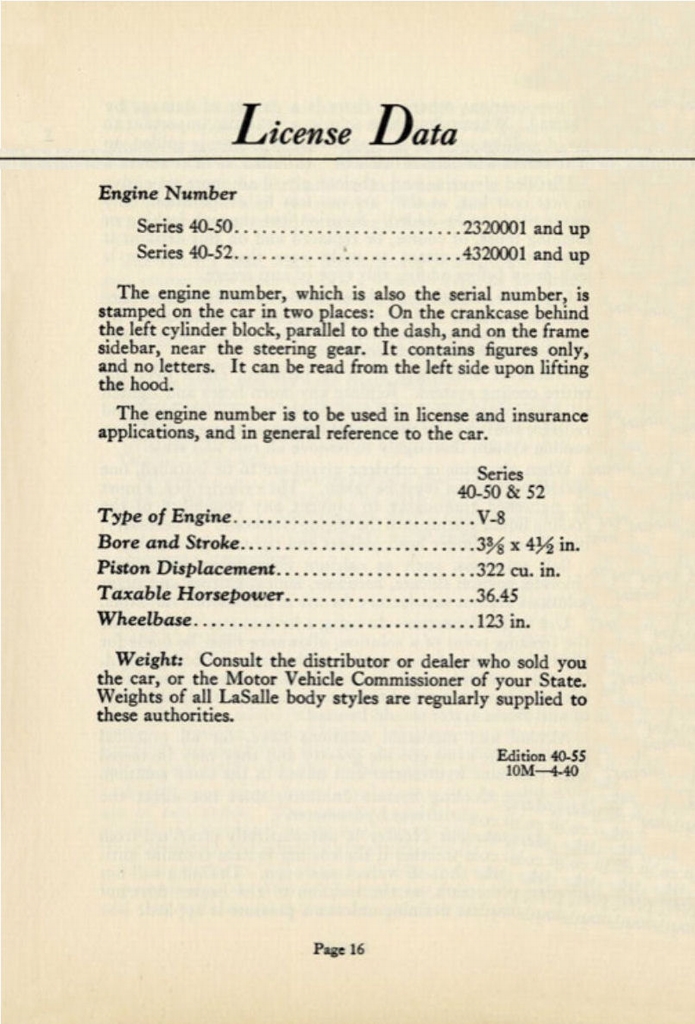 License Data
Engine Number
Series 40-50..........................2320001 and up
Series 40-52..........................4320001 and up
The engine number, which is also the serial number, is
stamped on the car in two places: On the crankcase behind
the left cylinder block, parallel to the dash, and on the frame
sidebar, near the steering gear. It contains figures only,
and no letters. It can be read from the left side upon lifting
the hood.
The engine number is to be used in license and insurance
applications, and in general reference to the car.
Series
40-50 & 52
Type of Engine...........................V-8
Bore and Stroke..........................3⅜ x 4½ in.
Piston Displacement......................322 cu. in.
Taxable Horsepower.....................36.45
Wheelbase................................123 in.
Weight: Consult the distributor or dealer who sold you
the car, or the Motor Vehicle Commissioner of your State.
Weights of all LaSalle body styles are regularly supplied to
these authorities.
Edition 40-55
10M—4-40
Page 16